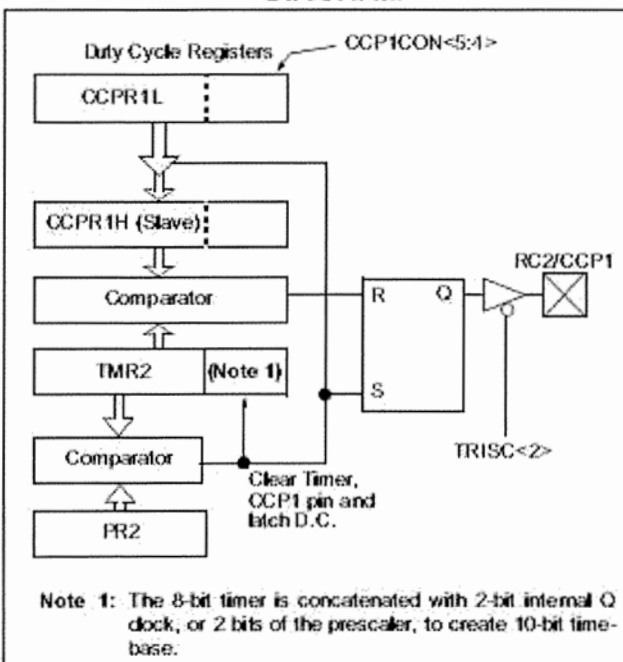 Duty Cycle Registers
CCP1CON<5:4>
CCPR1L
CCPR1H (Slave)
Comparator
R
Q
RC2/CCP1
TMR2
(Note 1)
S
Comparator
TRISC<2>
Clear Timer,
CCP1 pin and
latch D.C.
PR2
Note 1: The 8-bit timer is concatenated with 2-bit internal Q
clock, or 2 bits of the prescaler, to create 10-bit time-
base.